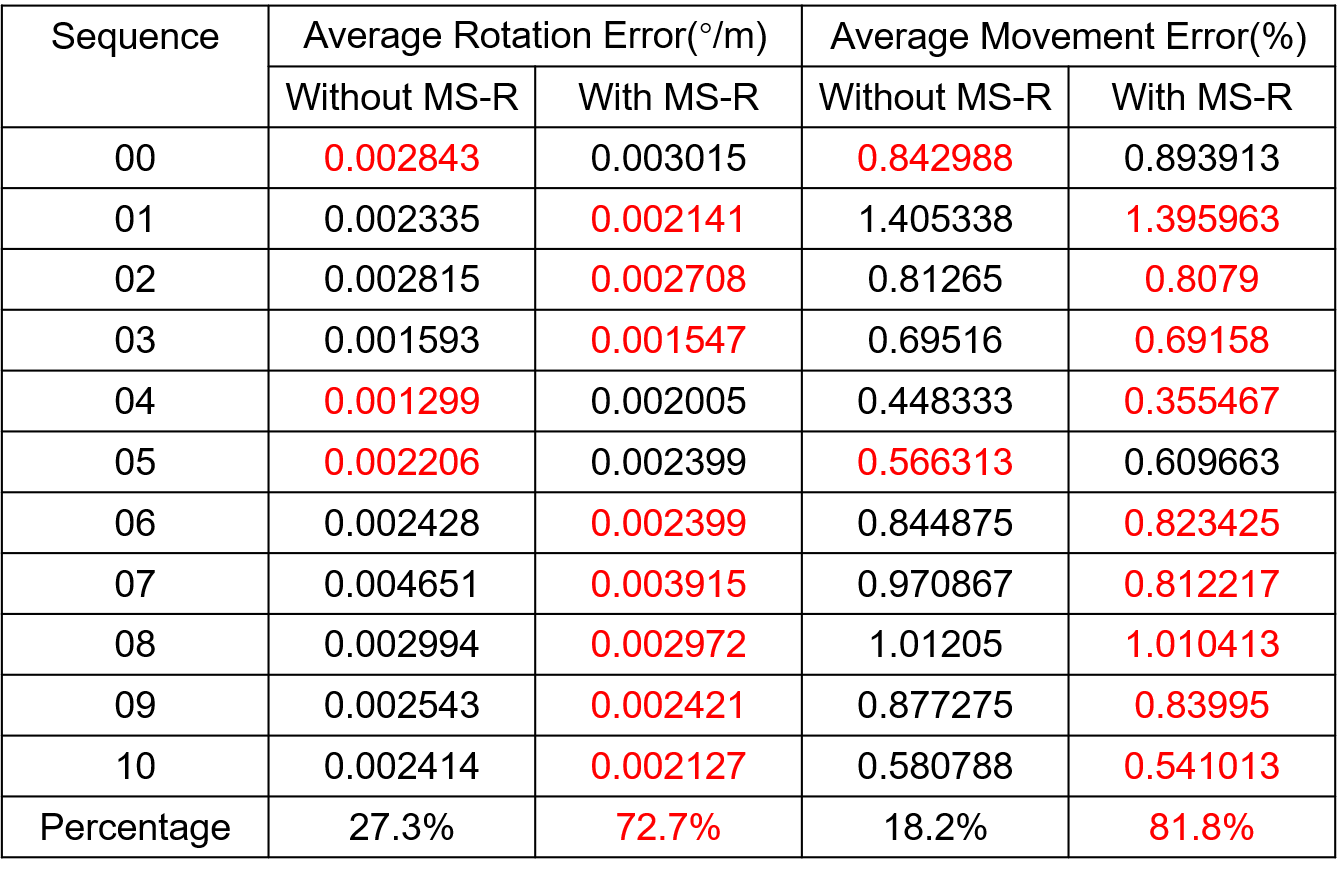 Sequence Average Rotation Error(°/m) Average Movement Error(%)
Without MS-R With MS-R Without MS-R With MS-R
00 0.002843 0.003015 0.842988 0.893913
01 0.002335 0.002141 1.405338 1.395963
02 0.002815 0.002708 0.81265 0.8079
03 0.001593 0.001547 0.69516 0.69158
04 0.001299 0.002005 0.448333 0.355467
05 0.002206 0.002399 0.566313 0.609663
06 0.002428 0.002399 0.844875 0.823425
07 0.004651 0.003915 0.970867 0.812217
08 0.002994 0.002972 1.01205 1.010413
09 0.002543 0.002421 0.877275 0.83995
10 0.002414 0.002127 0.580788 0.541013
Percentage 27.3% 72.7% 18.2% 81.8%